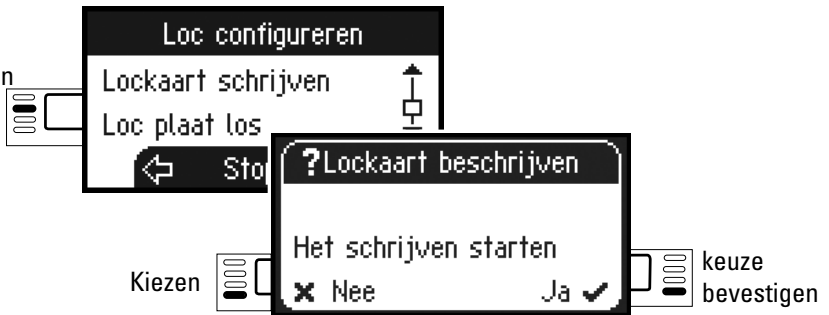 Loc configureren
n
Lockaart schrijven
Loc plaat los
?Lockaart beschrijven
Het schrijven starten
Kiezen
Nee
Ja
keuze
bevestigen